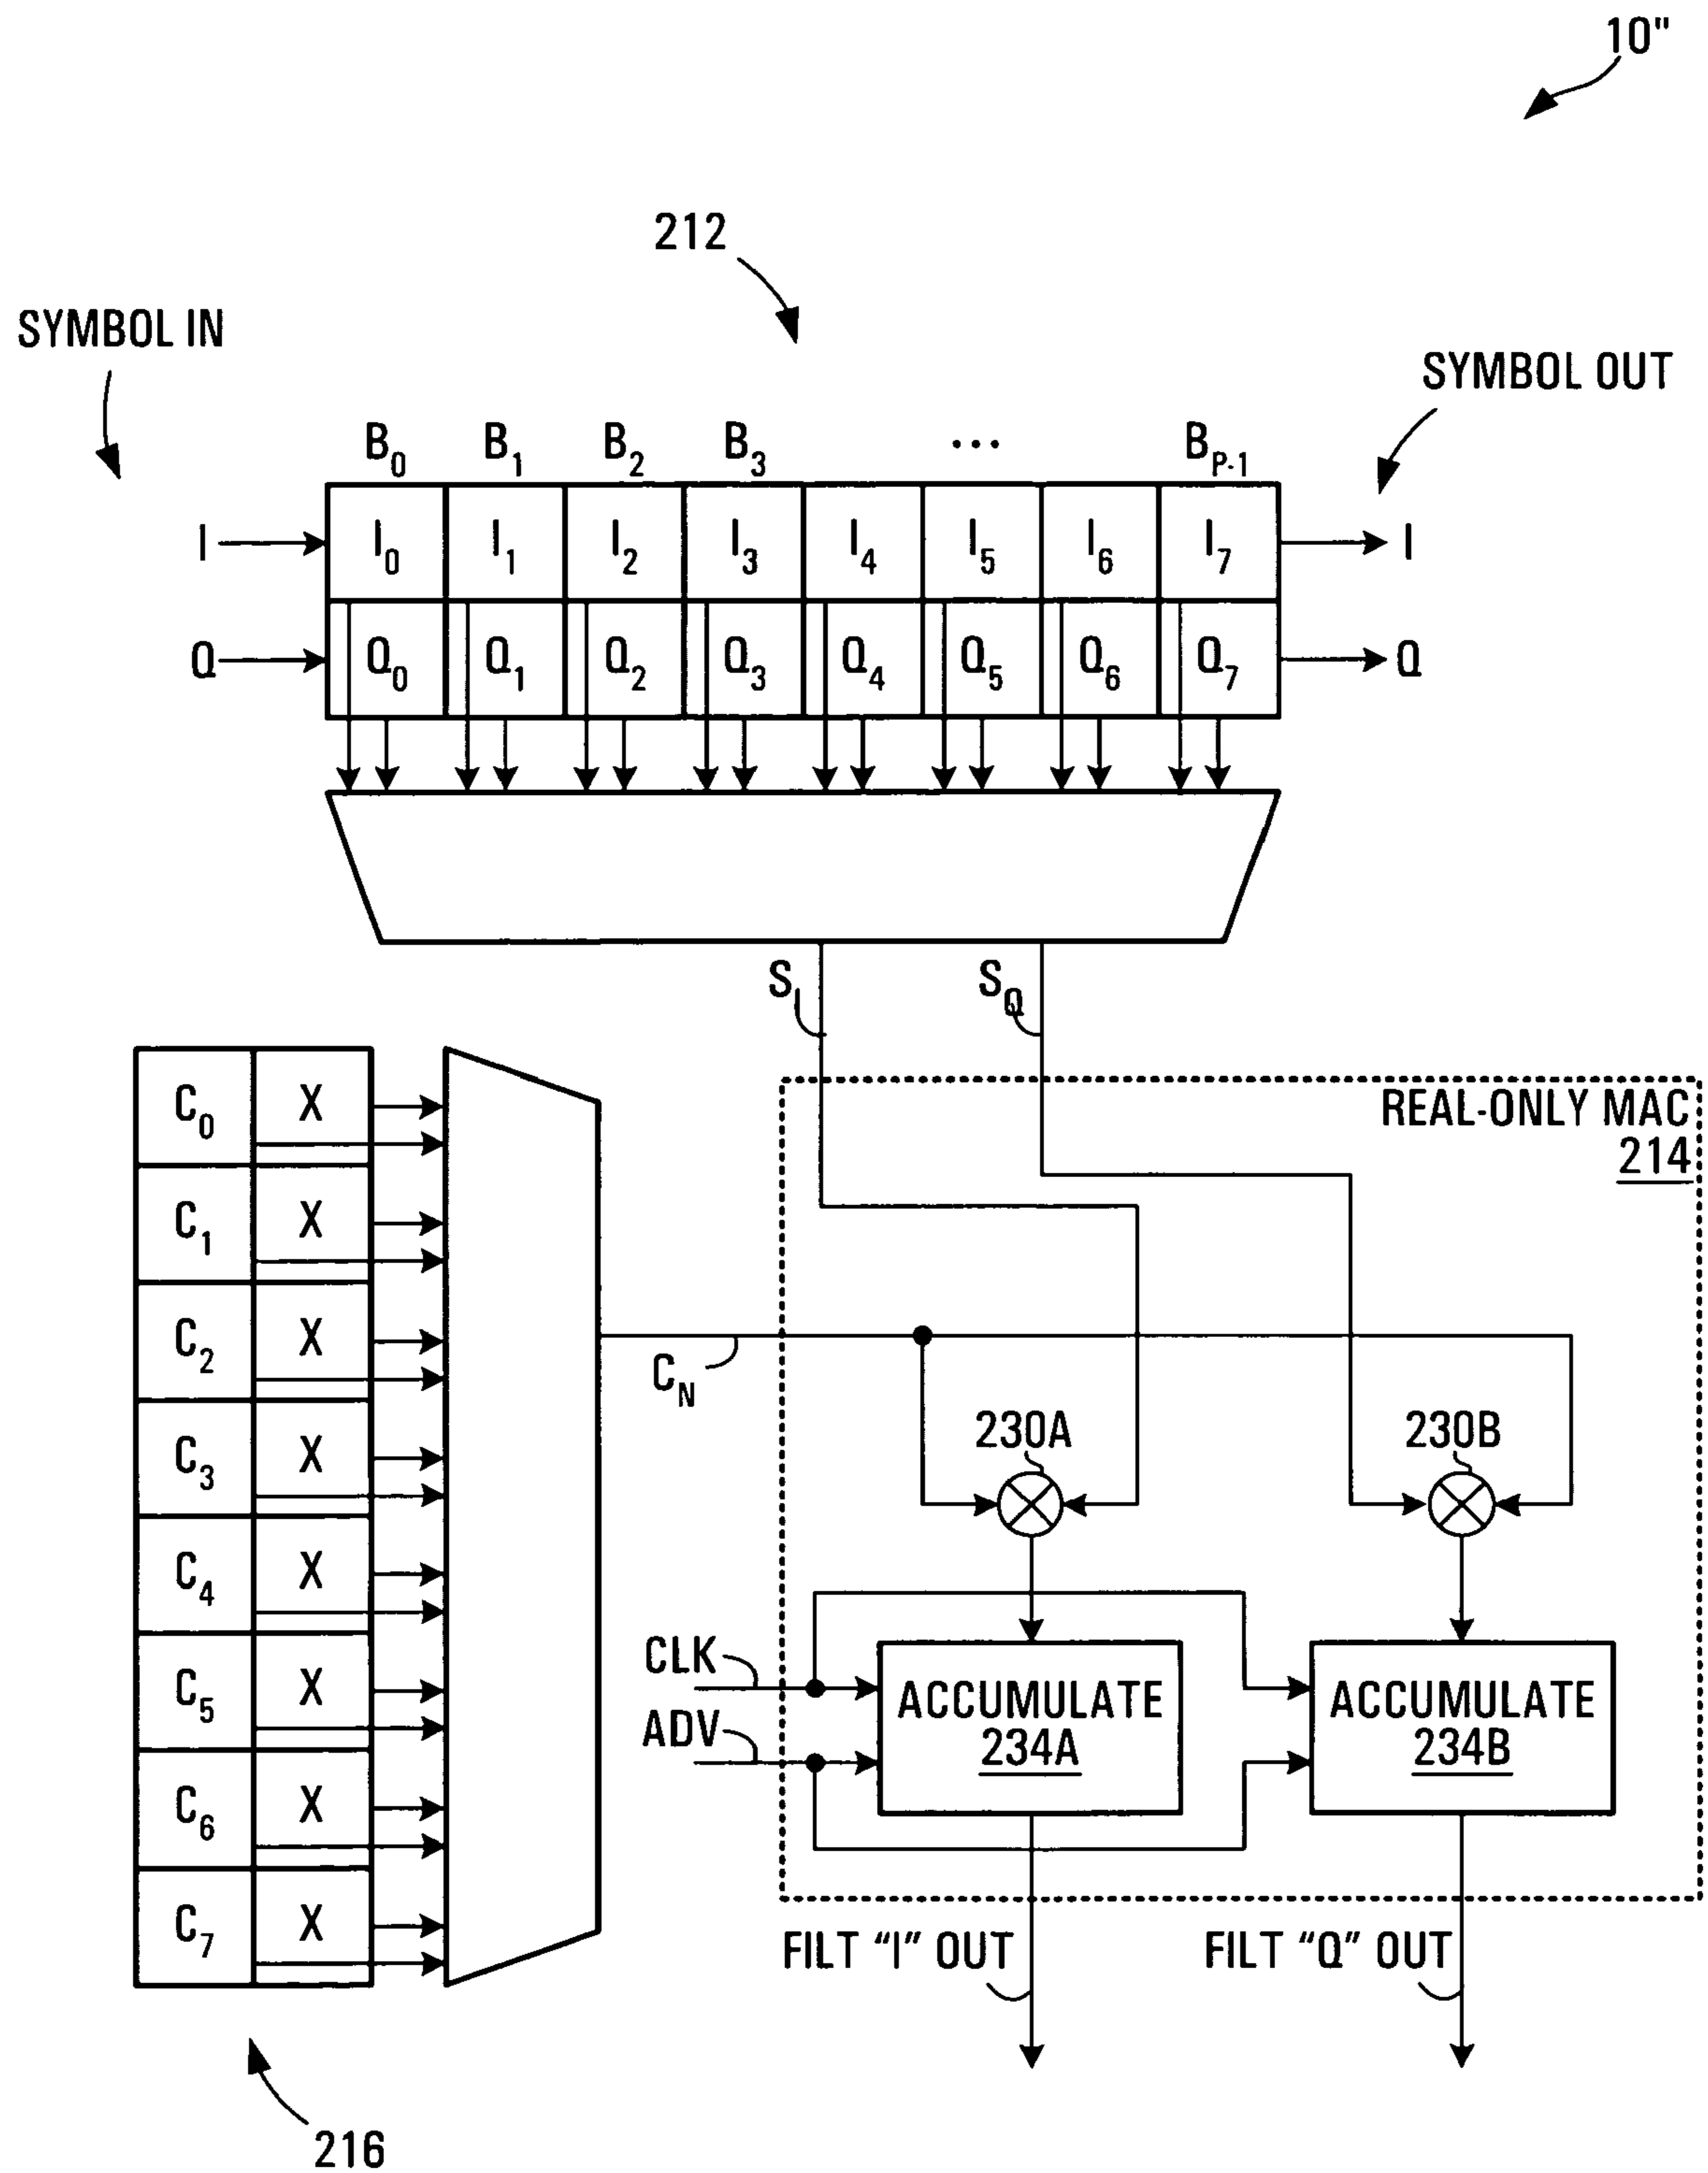 10"
212
SYMBOL IN
SYMBOL OUT
B0 B1 B2 B3 ... BP-1
I I0 I1 I2 I3 I4 I5 I6 I7 I
Q Q0 Q1 Q2 Q3 Q4 Q5 Q6 Q7 Q
SI SQ
REAL-ONLY MAC
214
C0 X
C1 X
C2 X
C3 X
C4 X
C5 X
C6 X
C7 X
CN
230A 230B
CLK
ADV
ACCUMULATE
234A
ACCUMULATE
234B
FILT “I” OUT FILT “Q” OUT
216